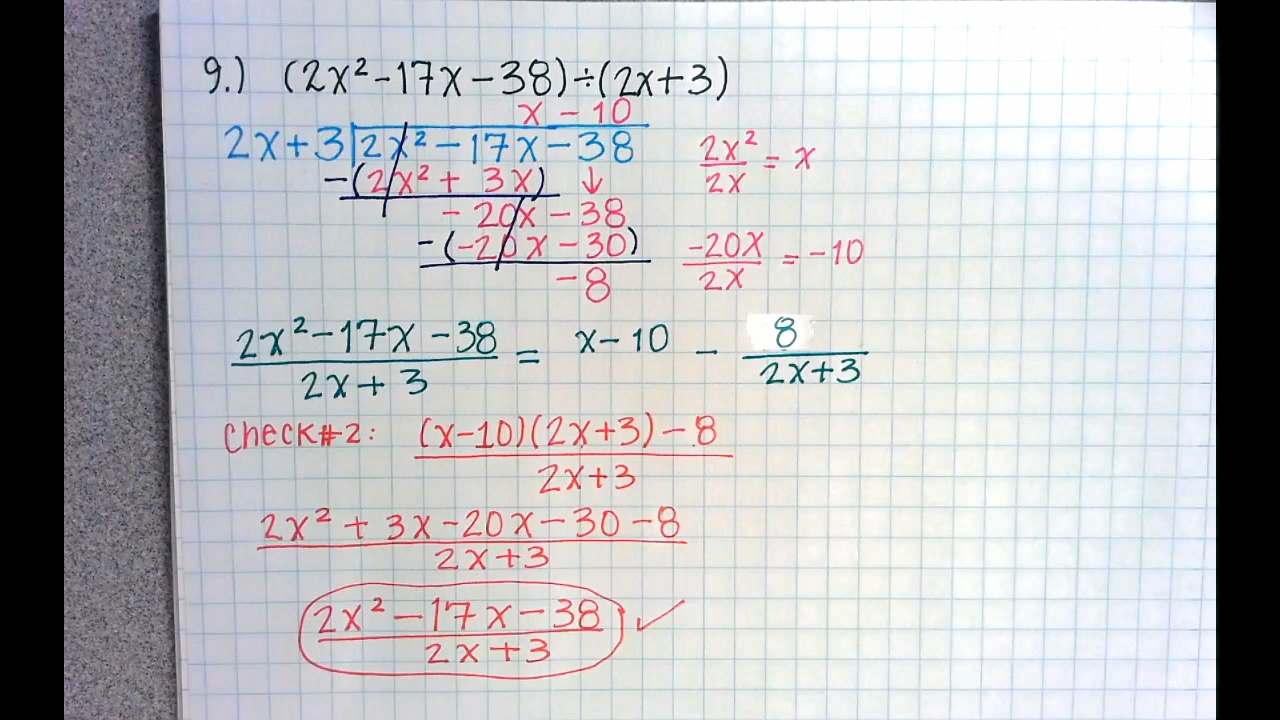 9.) (2x²-17x-38)÷(2x+3)
x - 10
2x+3 2x² - 17x - 38
-(2x² + 3x) ↓
2x²/2x = x
- 20x - 38
-(-20x - 30)
-20x/2x = -10
- 8
(2x²-17x-38)/(2x+3) = x-10 - 8/(2x+3)
Check#2: ((x-10)(2x+3)-8)/(2x+3)
(2x² + 3x-20x-30-8)/(2x+3)
(2x²-17x-38)/(2x+3) ✓